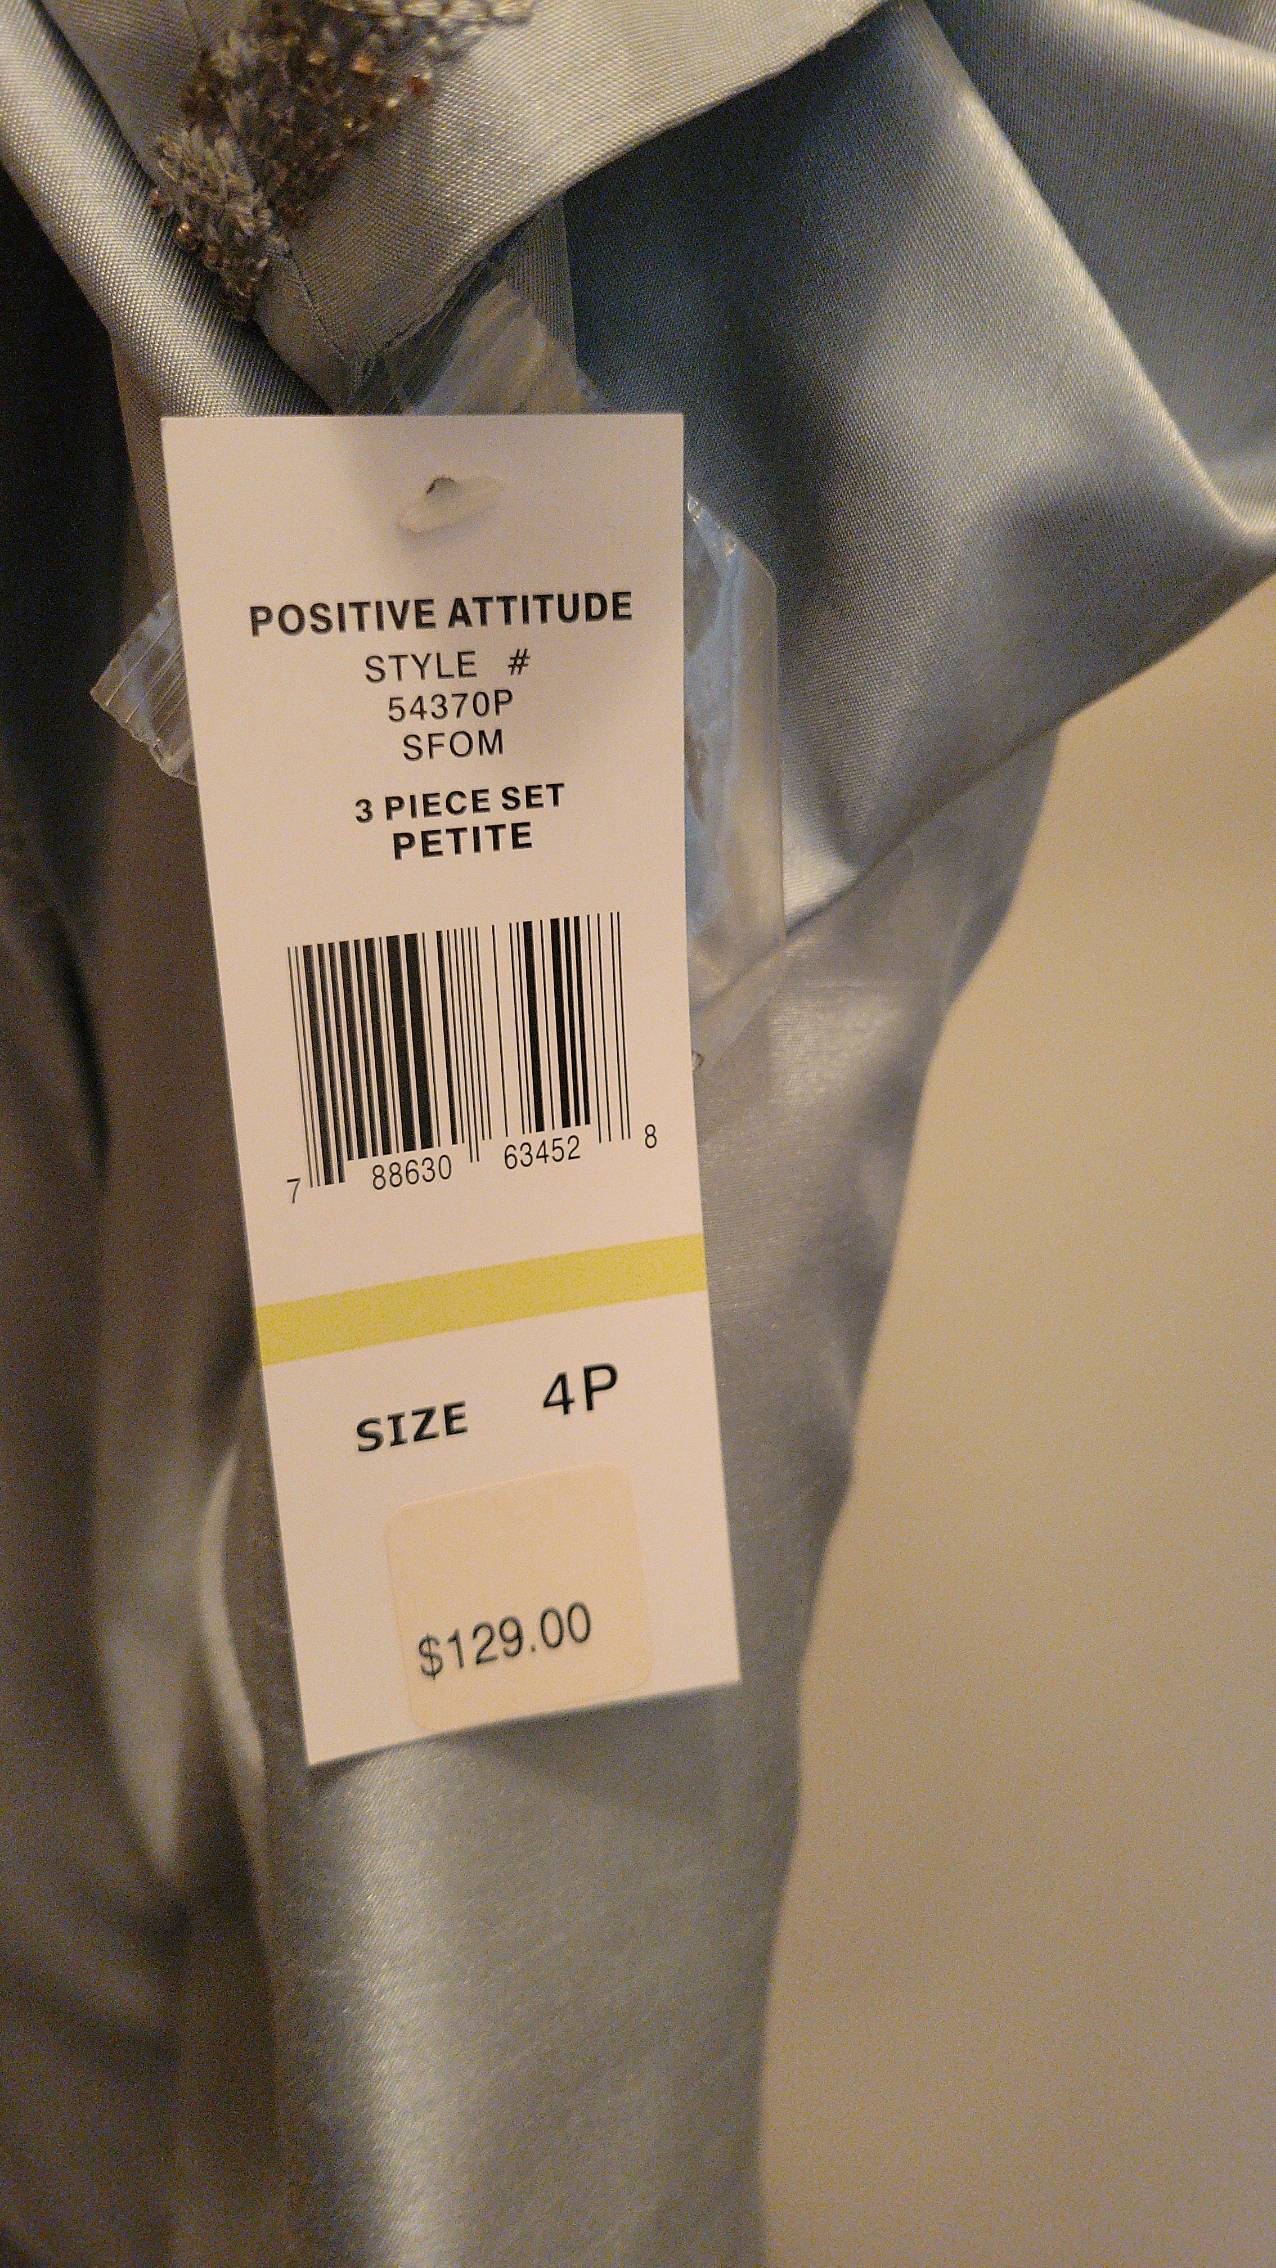 POSITIVE ATTITUDE
STYLE #
54370P
SFOM
3 PIECE SET
PETITE
7 88630 63452 8
SIZE 4P
$129.00